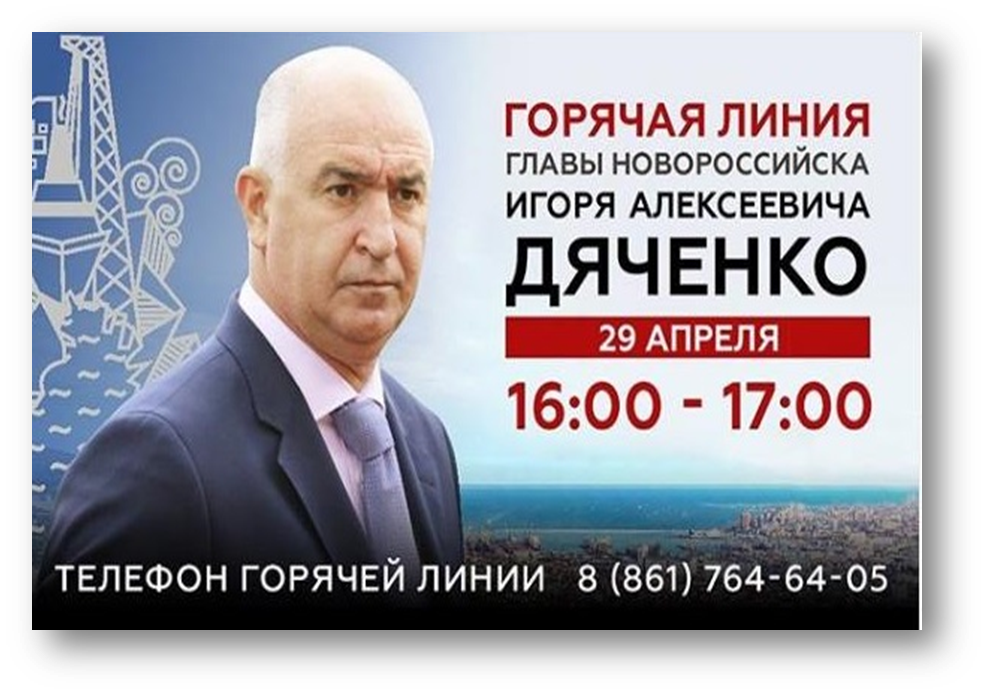 ГОРЯЧАЯ ЛИНИЯ
ГЛАВЫ НОВОРОССИЙСКА
ИГОРЯ АЛЕКСЕЕВИЧА
ДЯЧЕНКО
29 АПРЕЛЯ
16:00 - 17:00
ТЕЛЕФОН ГОРЯЧЕЙ ЛИНИИ 8 (861) 764-64-05